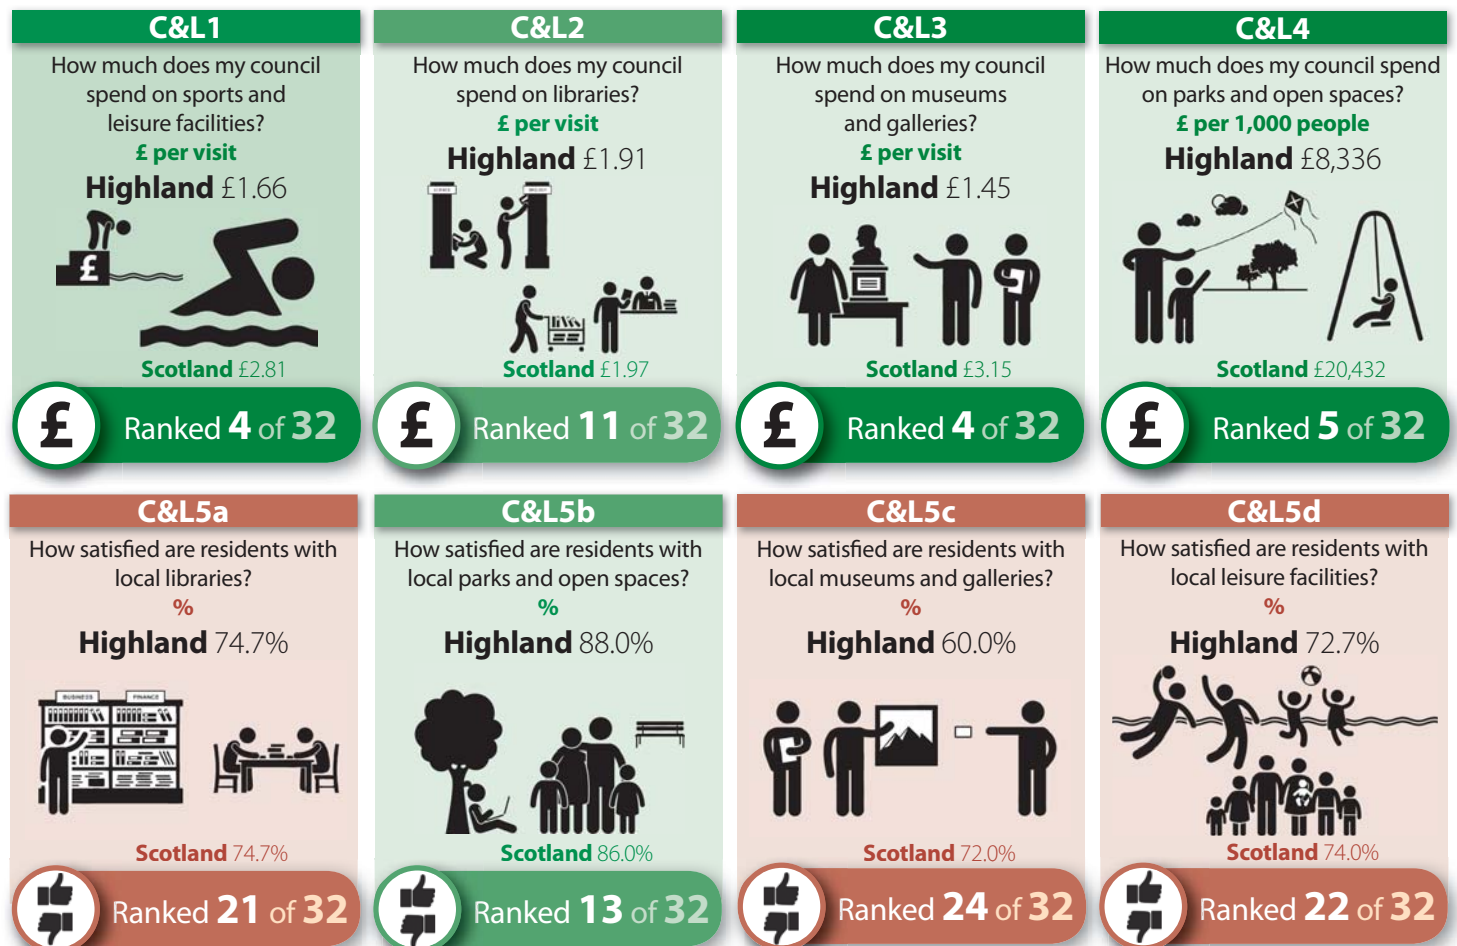 C&L1
How much does my council
spend on sports and
leisure facilities?
£ per visit
Highland £1.66
£
Scotland £2.81
£ Ranked 4 of 32
C&L2
How much does my council
spend on libraries?
£ per visit
Highland £1.91
Scotland £1.97
£ Ranked 11 of 32
C&L3
How much does my council
spend on museums
and galleries?
£ per visit
Highland £1.45
Scotland £3.15
£ Ranked 4 of 32
C&L4
How much does my council spend
on parks and open spaces?
£ per 1,000 people
Highland £8,336
Scotland £20,432
£ Ranked 5 of 32
C&L5a
How satisfied are residents with
local libraries?
%
Highland 74.7%
BUSINESS FINANCE
Scotland 74.7%
Ranked 21 of 32
C&L5b
How satisfied are residents with
local parks and open spaces?
%
Highland 88.0%
Scotland 86.0%
Ranked 13 of 32
C&L5c
How satisfied are residents with
local museums and galleries?
%
Highland 60.0%
Scotland 72.0%
Ranked 24 of 32
C&L5d
How satisfied are residents with
local leisure facilities?
%
Highland 72.7%
Scotland 74.0%
Ranked 22 of 32